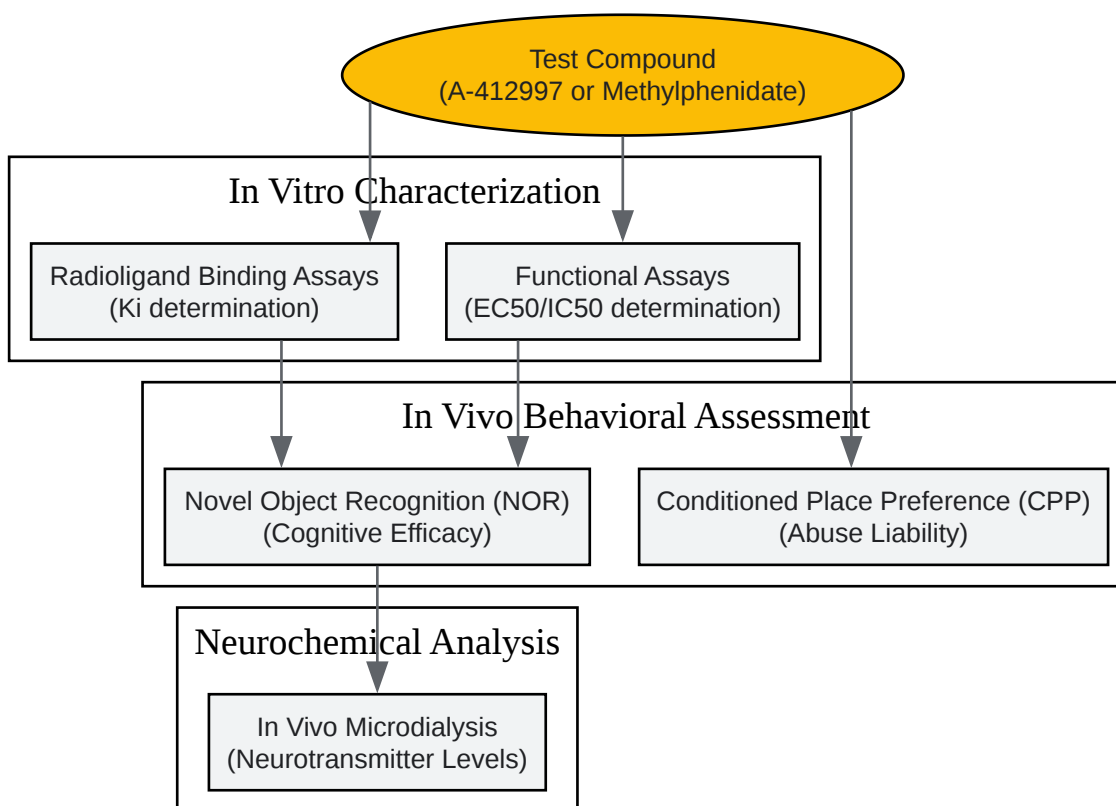 Test Compound
(A-412997 or Methylphenidate)
In Vitro Characterization
Radioligand Binding Assays
(Ki determination)
Functional Assays
(EC50/IC50 determination)
In Vivo Behavioral Assessment
Novel Object Recognition (NOR)
(Cognitive Efficacy)
Conditioned Place Preference (CPP)
(Abuse Liability)
Neurochemical Analysis
In Vivo Microdialysis
(Neurotransmitter Levels)